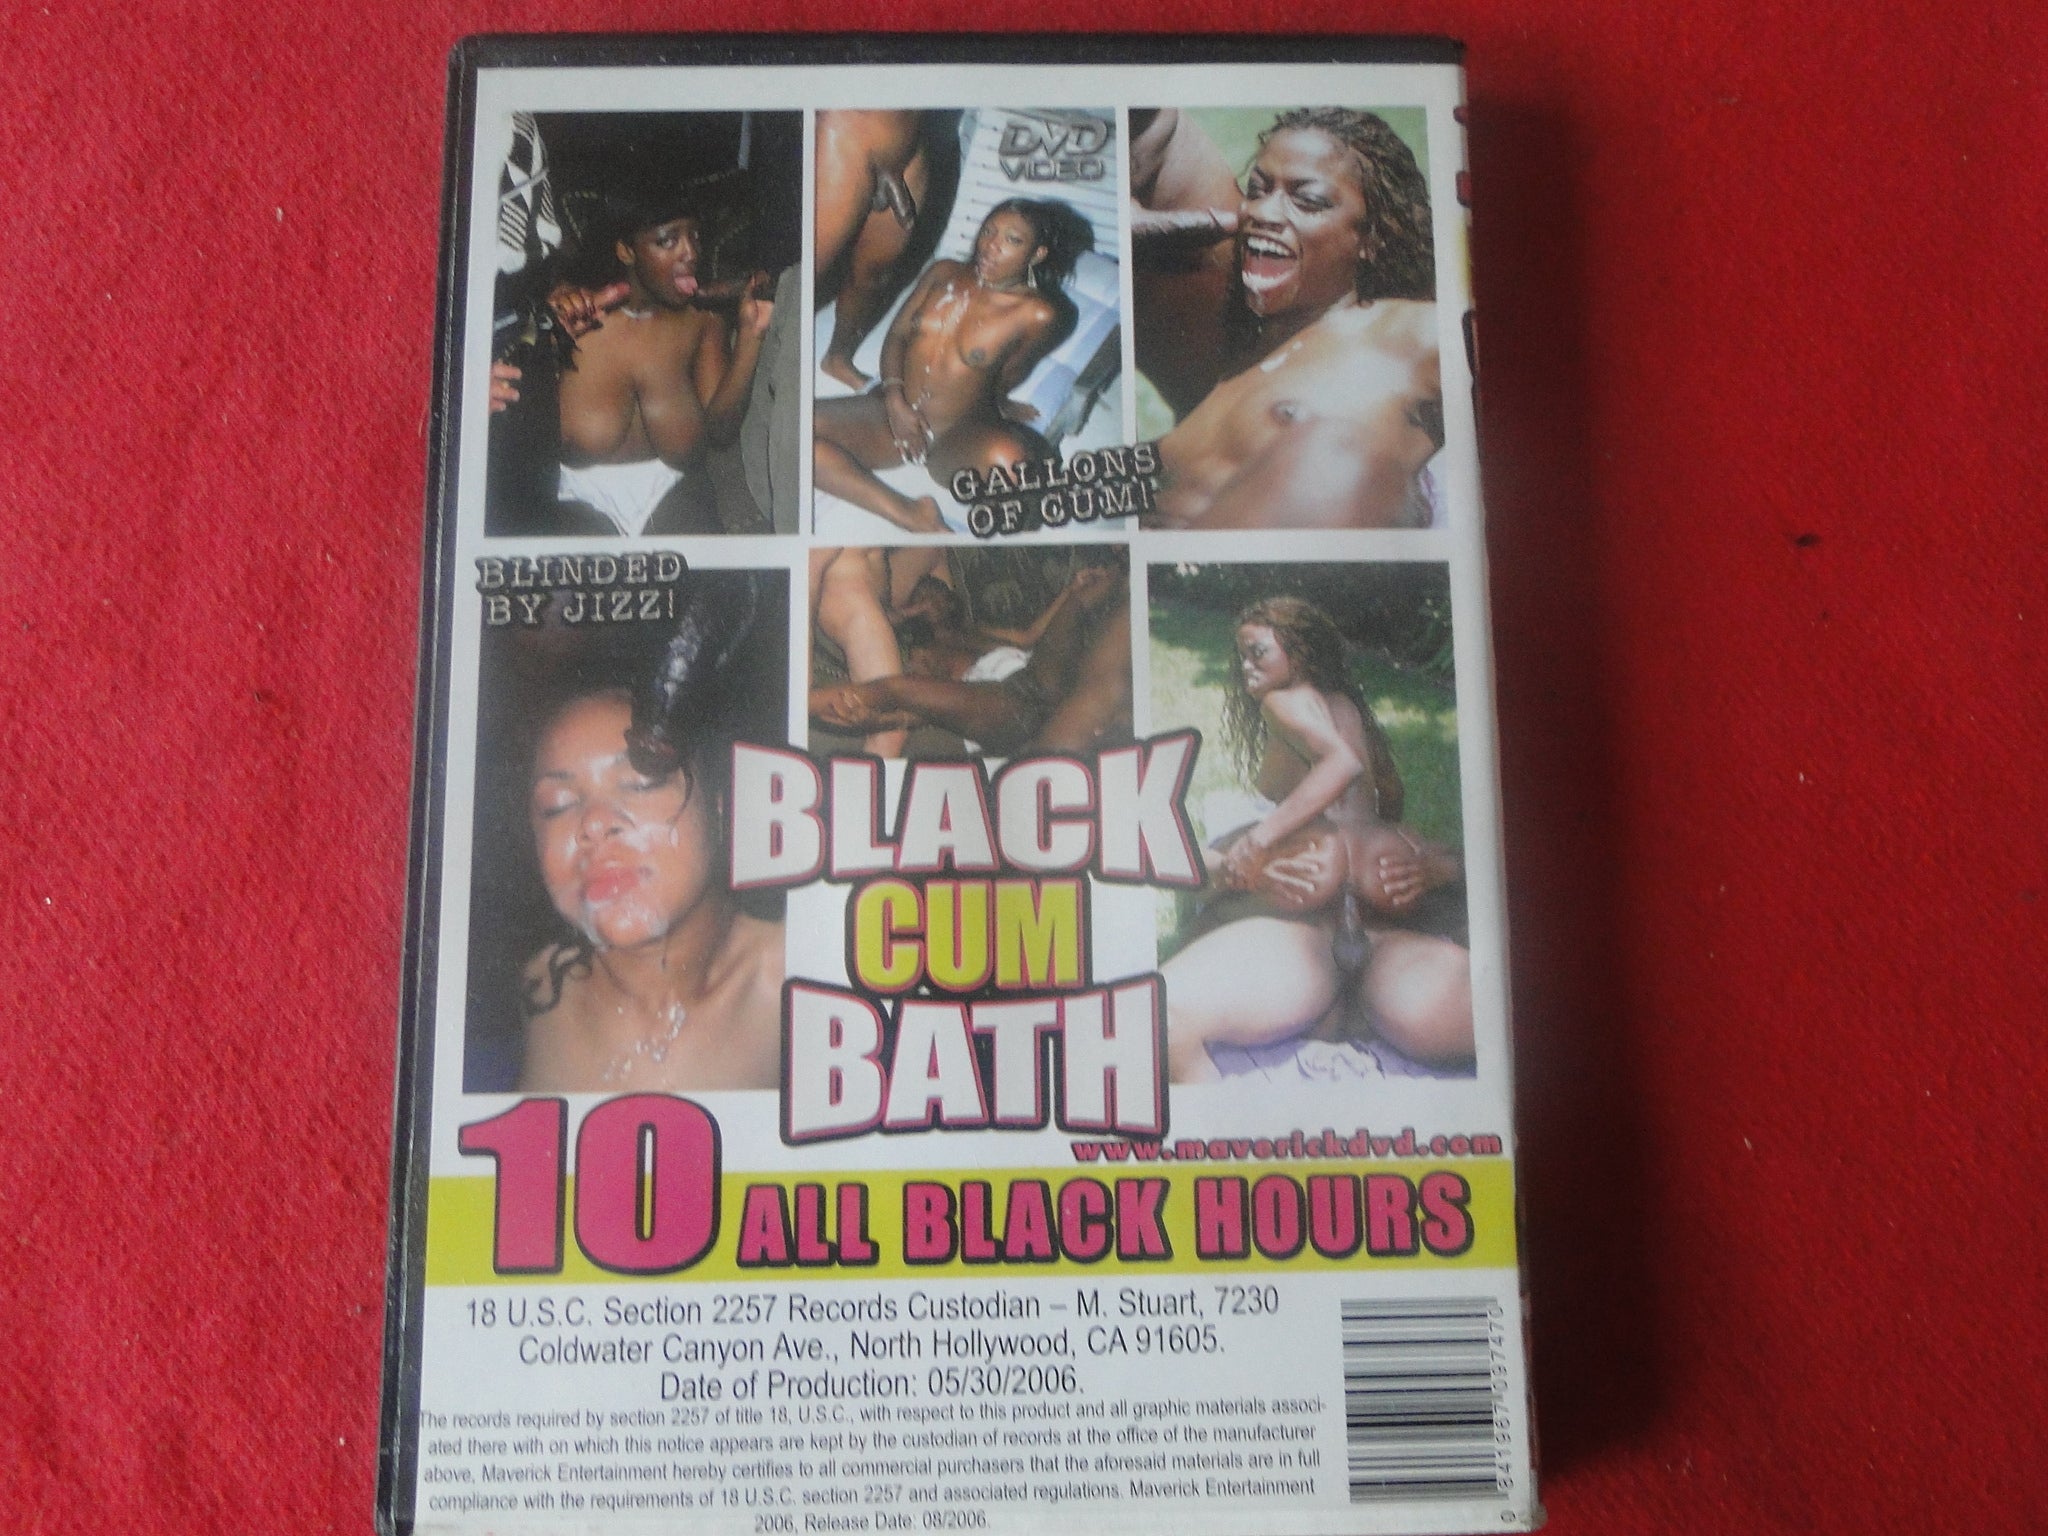 DVD
VIDEO
GALLONS
OF CUM!
BLINDED
BY JIZZ!
BLACK
CUM
BATH
www.maverickdvd.com
10 ALL BLACK HOURS
18 U.S.C. Section 2257 Records Custodian – M. Stuart, 7230
Coldwater Canyon Ave., North Hollywood, CA 91605.
Date of Production: 05/30/2006.
The records required by section 2257 of title 18, U.S.C., with respect to this product and all graphic materials associ-
ated there with on which this notice appears are kept by the custodian of records at the office of the manufacturer
above, Maverick Entertainment hereby certifies to all commercial purchasers that the aforesaid materials are in full
compliance with the requirements of 18 U.S.C. section 2257 and associated regulations. Maverick Entertainment
2006, Release Date: 08/2006.